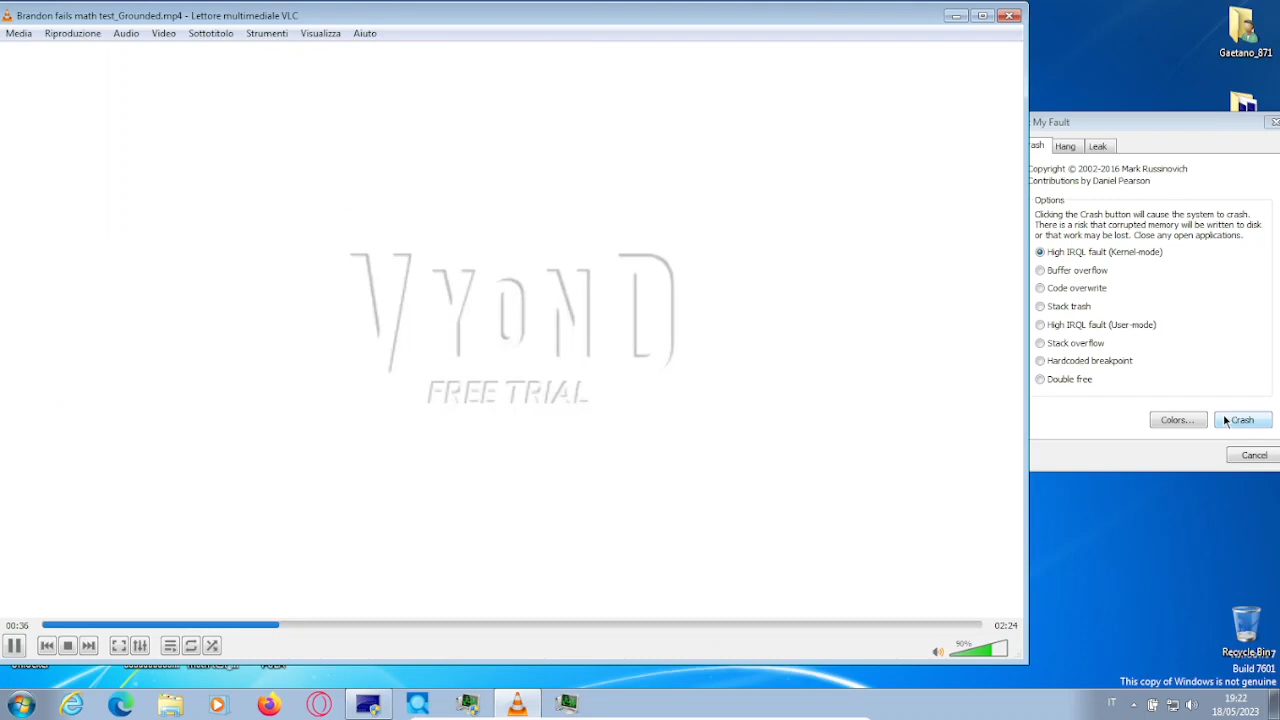 Brandon fails math test_Grounded.mp4 - Lettore multimediale VLC
Media Riproduzione Audio Video Sottotitolo Strumenti Visualizza Aiuto
VYOND
FREE TRIAL
00:36
02:24
90%
Gaetano_871
My Fault
ash Hang Leak
Copyright © 2002-2016 Mark Russinovich
Contributions by Daniel Pearson
Options
Clicking the Crash button will cause the system to crash.
There is a risk that corrupted memory will be written to disk
or that work may be lost. Close any open applications.
High IRQL fault (Kernel-mode)
Buffer overflow
Code overwrite
Stack trash
High IRQL fault (User-mode)
Stack overflow
Hardcoded breakpoint
Double free
Colors... Crash
Cancel
Recycle Bin7
Build 7601
This copy of Windows is not genuine
IT
19:22
18/05/2023